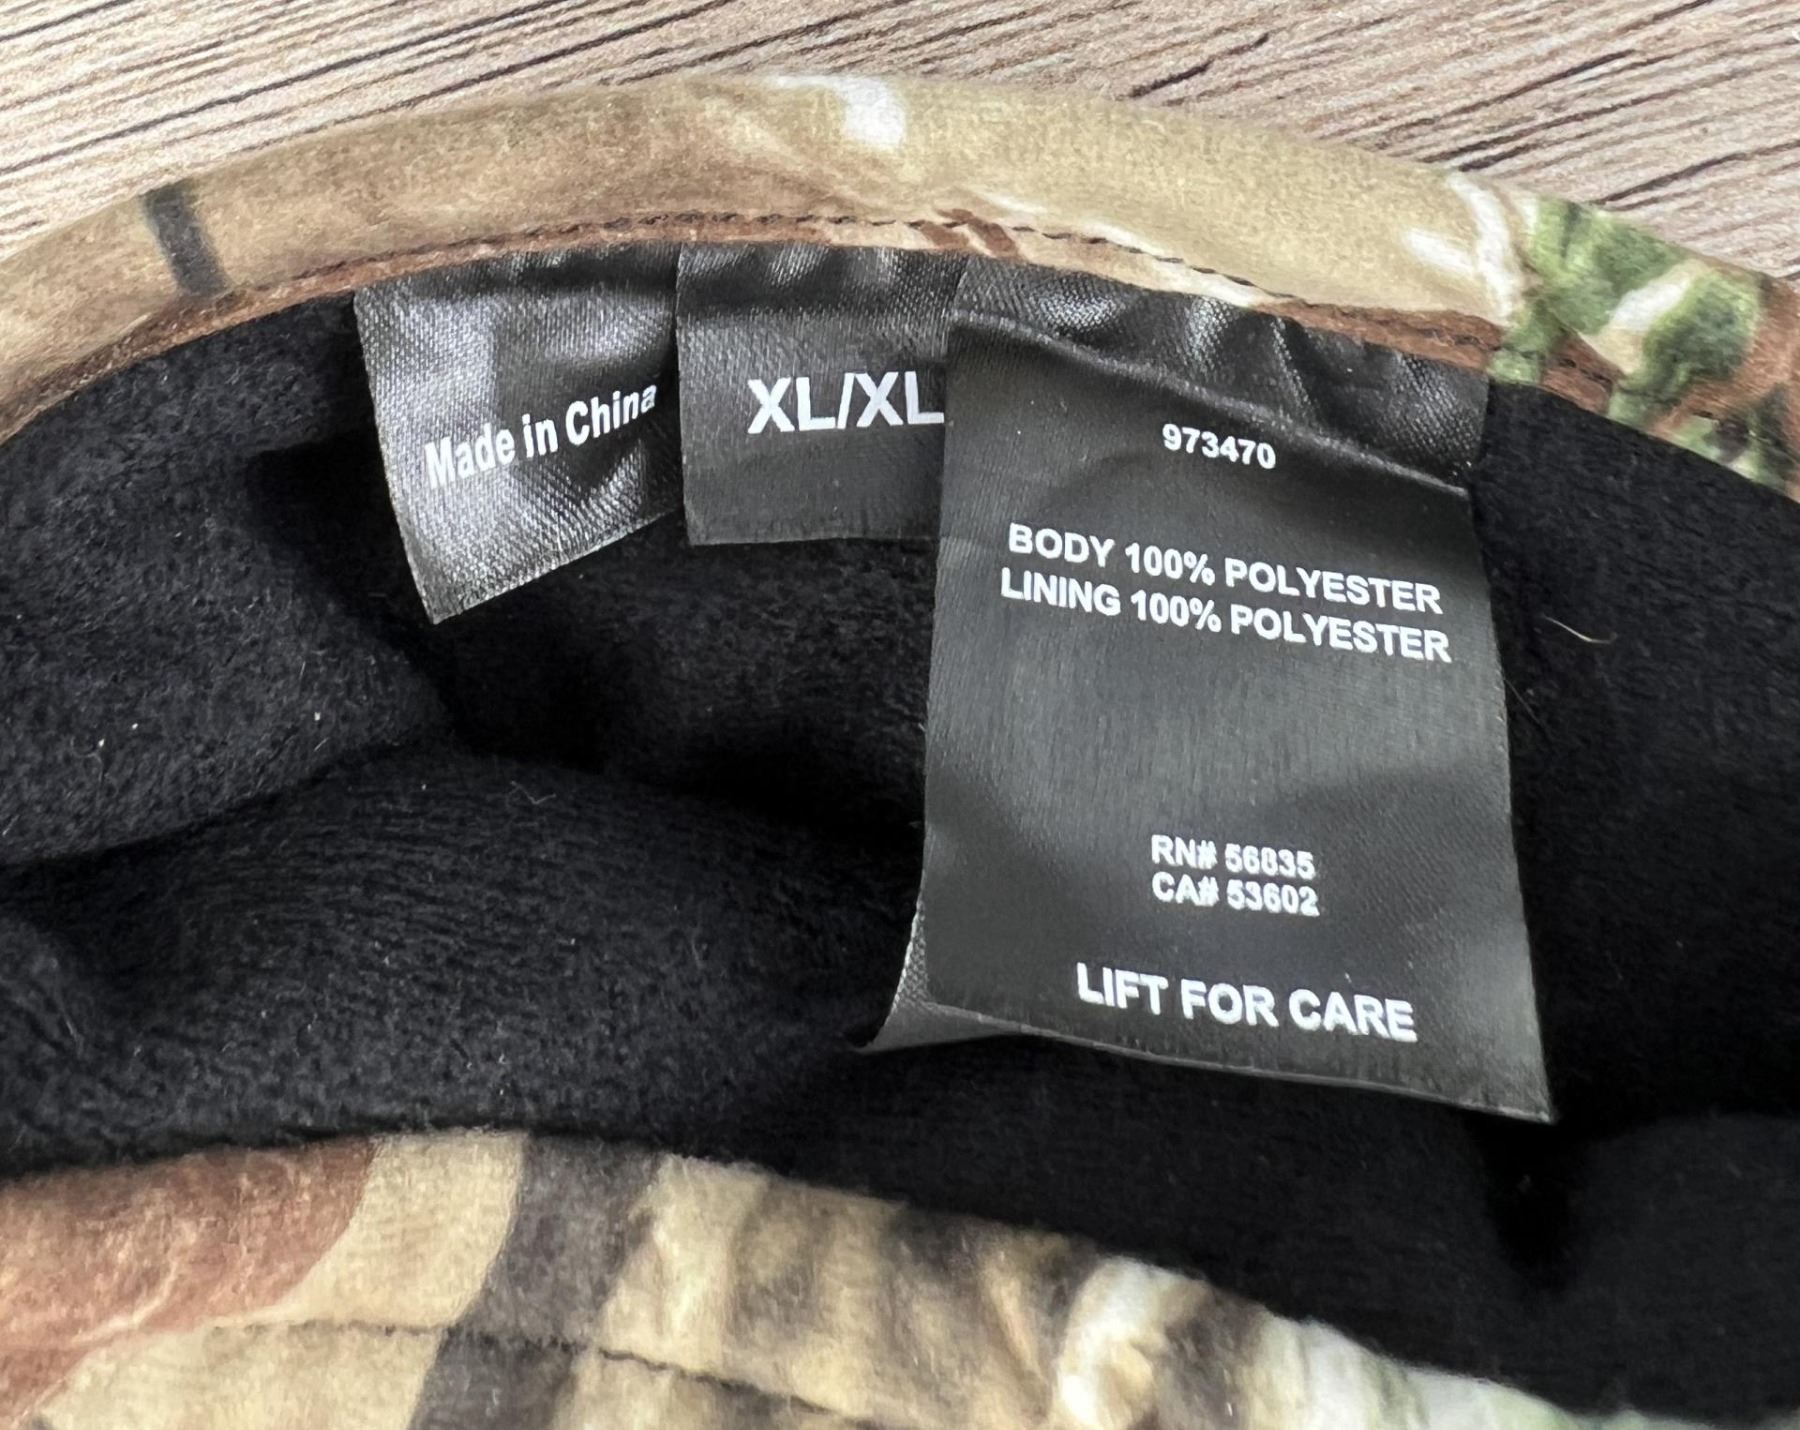 Made in China
XL/XL
973470
BODY 100% POLYESTER
LINING 100% POLYESTER
RN# 56835
CA# 53602
LIFT FOR CARE